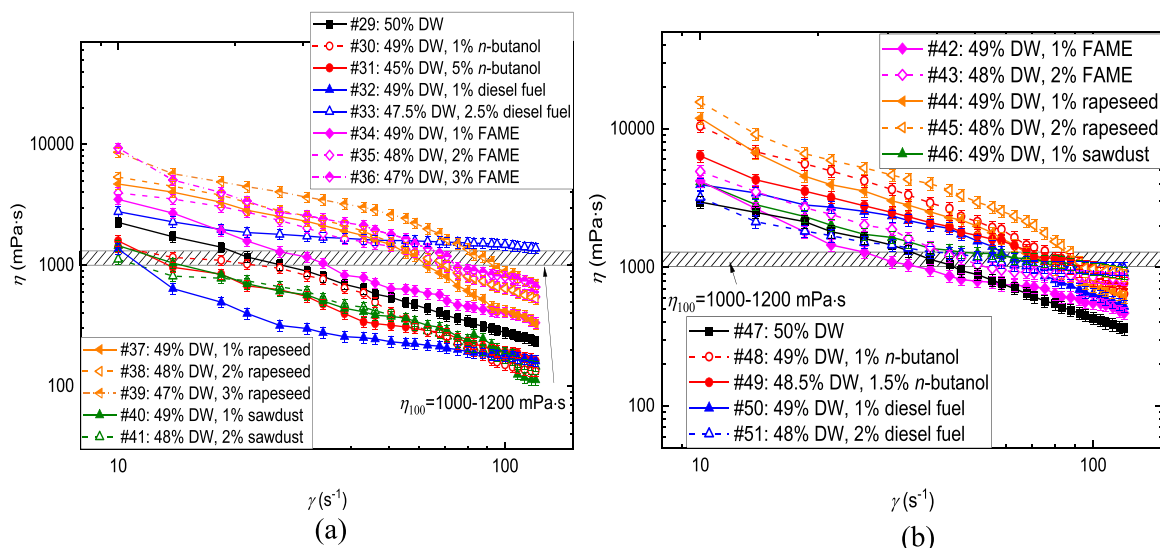 #29: 50% DW
#30: 49% DW, 1% n-butanol
#31: 45% DW, 5% n-butanol
#32: 49% DW, 1% diesel fuel
#33: 47.5% DW, 2.5% diesel fuel
#34: 49% DW, 1% FAME
#35: 48% DW, 2% FAME
#36: 47% DW, 3% FAME
10000
1000
100
η (mPa·s)
η100=1000-1200 mPa·s
#37: 49% DW, 1% rapeseed
#38: 48% DW, 2% rapeseed
#39: 47% DW, 3% rapeseed
#40: 49% DW, 1% sawdust
#41: 48% DW, 2% sawdust
10
100
γ (s-1)
(a)
#42: 49% DW, 1% FAME
#43: 48% DW, 2% FAME
#44: 49% DW, 1% rapeseed
#45: 48% DW, 2% rapeseed
#46: 49% DW, 1% sawdust
10000
1000
100
η (mPa·s)
η100=1000-1200 mPa·s
#47: 50% DW
#48: 49% DW, 1% n-butanol
#49: 48.5% DW, 1.5% n-butanol
#50: 49% DW, 1% diesel fuel
#51: 48% DW, 2% diesel fuel
10
100
γ (s-1)
(b)